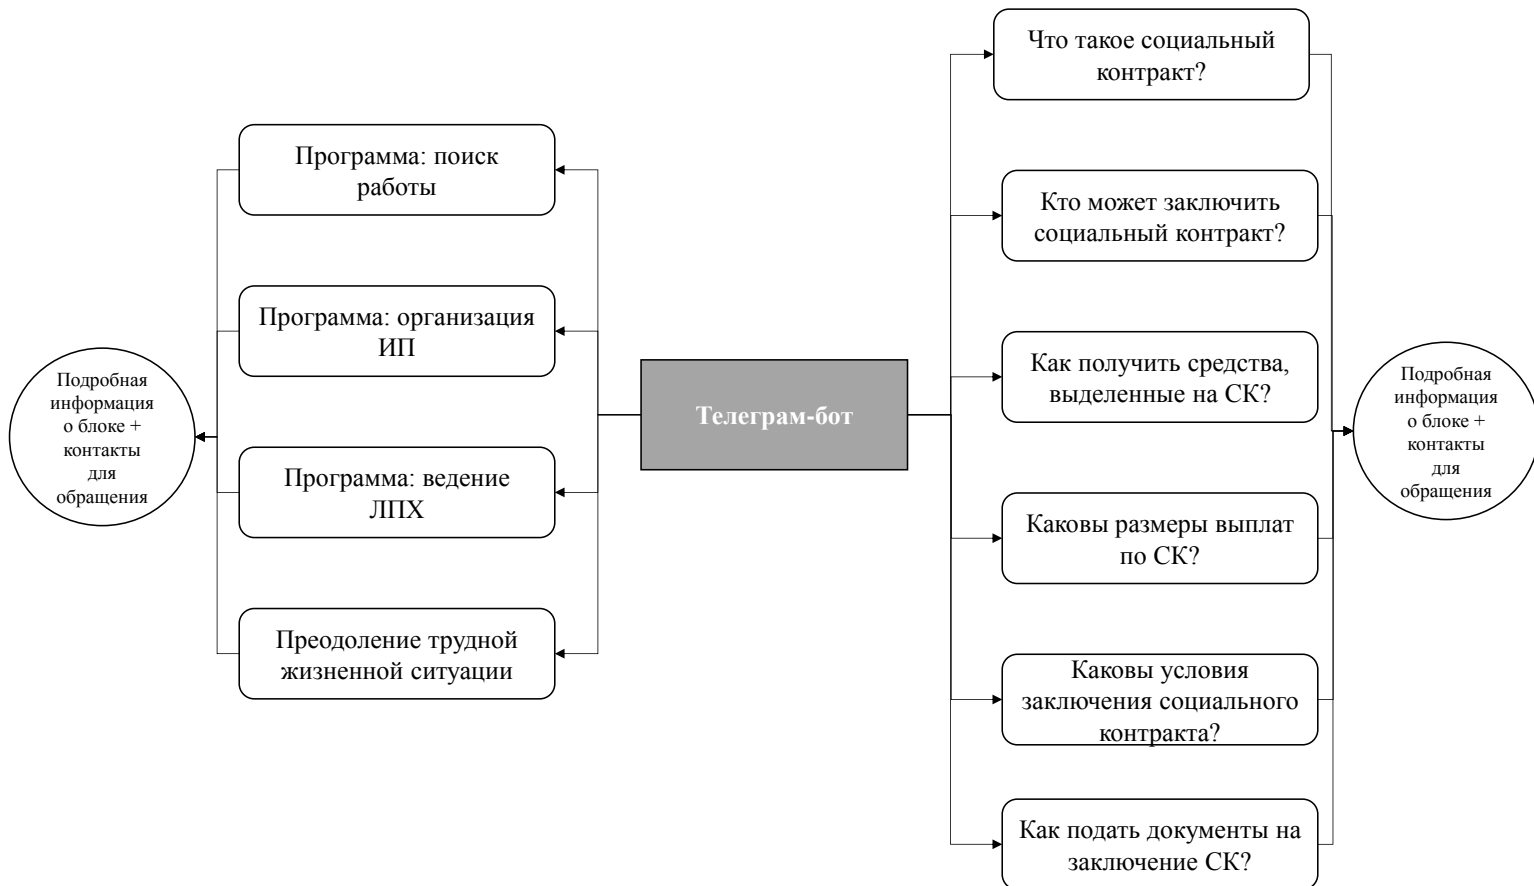 Что такое социальный
контракт?
Программа: поиск
работы
Кто может заключить
социальный контракт?
Программа: организация
ИП
Как получить средства,
выделенные на СК?
Подробная
информация
о блоке +
контакты
для
обращения
Телеграм-бот
Подробная
информация
о блоке +
контакты
для
обращения
Программа: ведение
ЛПХ
Каковы размеры выплат
по СК?
Преодоление трудной
жизненной ситуации
Каковы условия
заключения социального
контракта?
Как подать документы на
заключение СК?